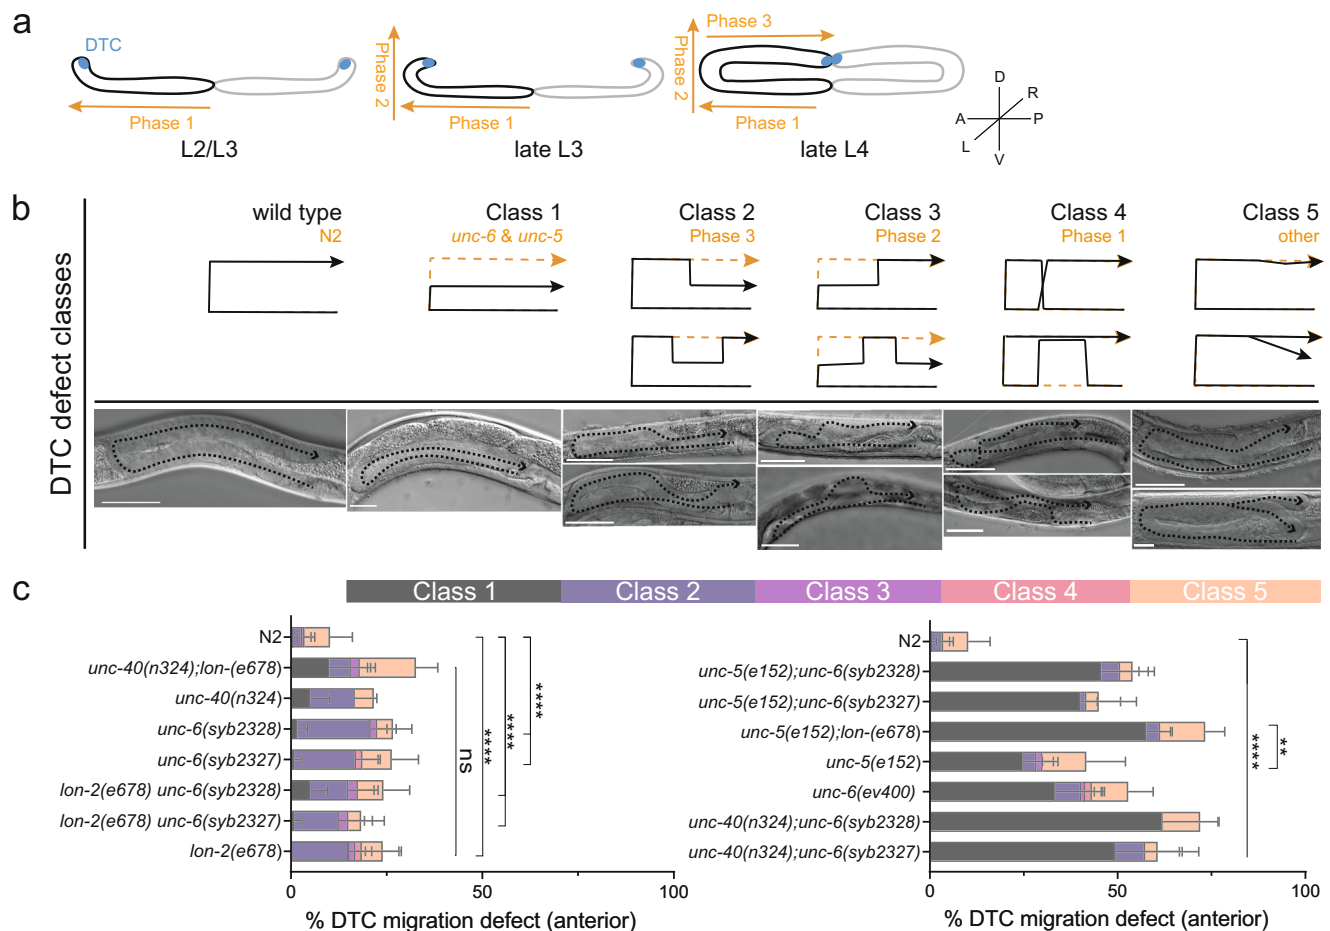 a
DTC
Phase 1
L2/L3
Phase 2
Phase 1
late L3
Phase 3
Phase 2
Phase 1
late L4
D
R
A
P
L
V
b
DTC defect classes
wild type
N2
Class 1
unc-6 & unc-5
Class 2
Phase 3
Class 3
Phase 2
Class 4
Phase 1
Class 5
other
c
Class 1 Class 2 Class 3 Class 4 Class 5
N2
unc-40(n324);lon-(e678)
unc-40(n324)
unc-6(syb2328)
unc-6(syb2327)
lon-2(e678) unc-6(syb2328)
lon-2(e678) unc-6(syb2327)
lon-2(e678)
ns
****
****
****
0 50 100
% DTC migration defect (anterior)
N2
unc-5(e152);unc-6(syb2328)
unc-5(e152);unc-6(syb2327)
unc-5(e152);lon-(e678)
unc-5(e152)
unc-6(ev400)
unc-40(n324);unc-6(syb2328)
unc-40(n324);unc-6(syb2327)
****
**
0 50 100
% DTC migration defect (anterior)